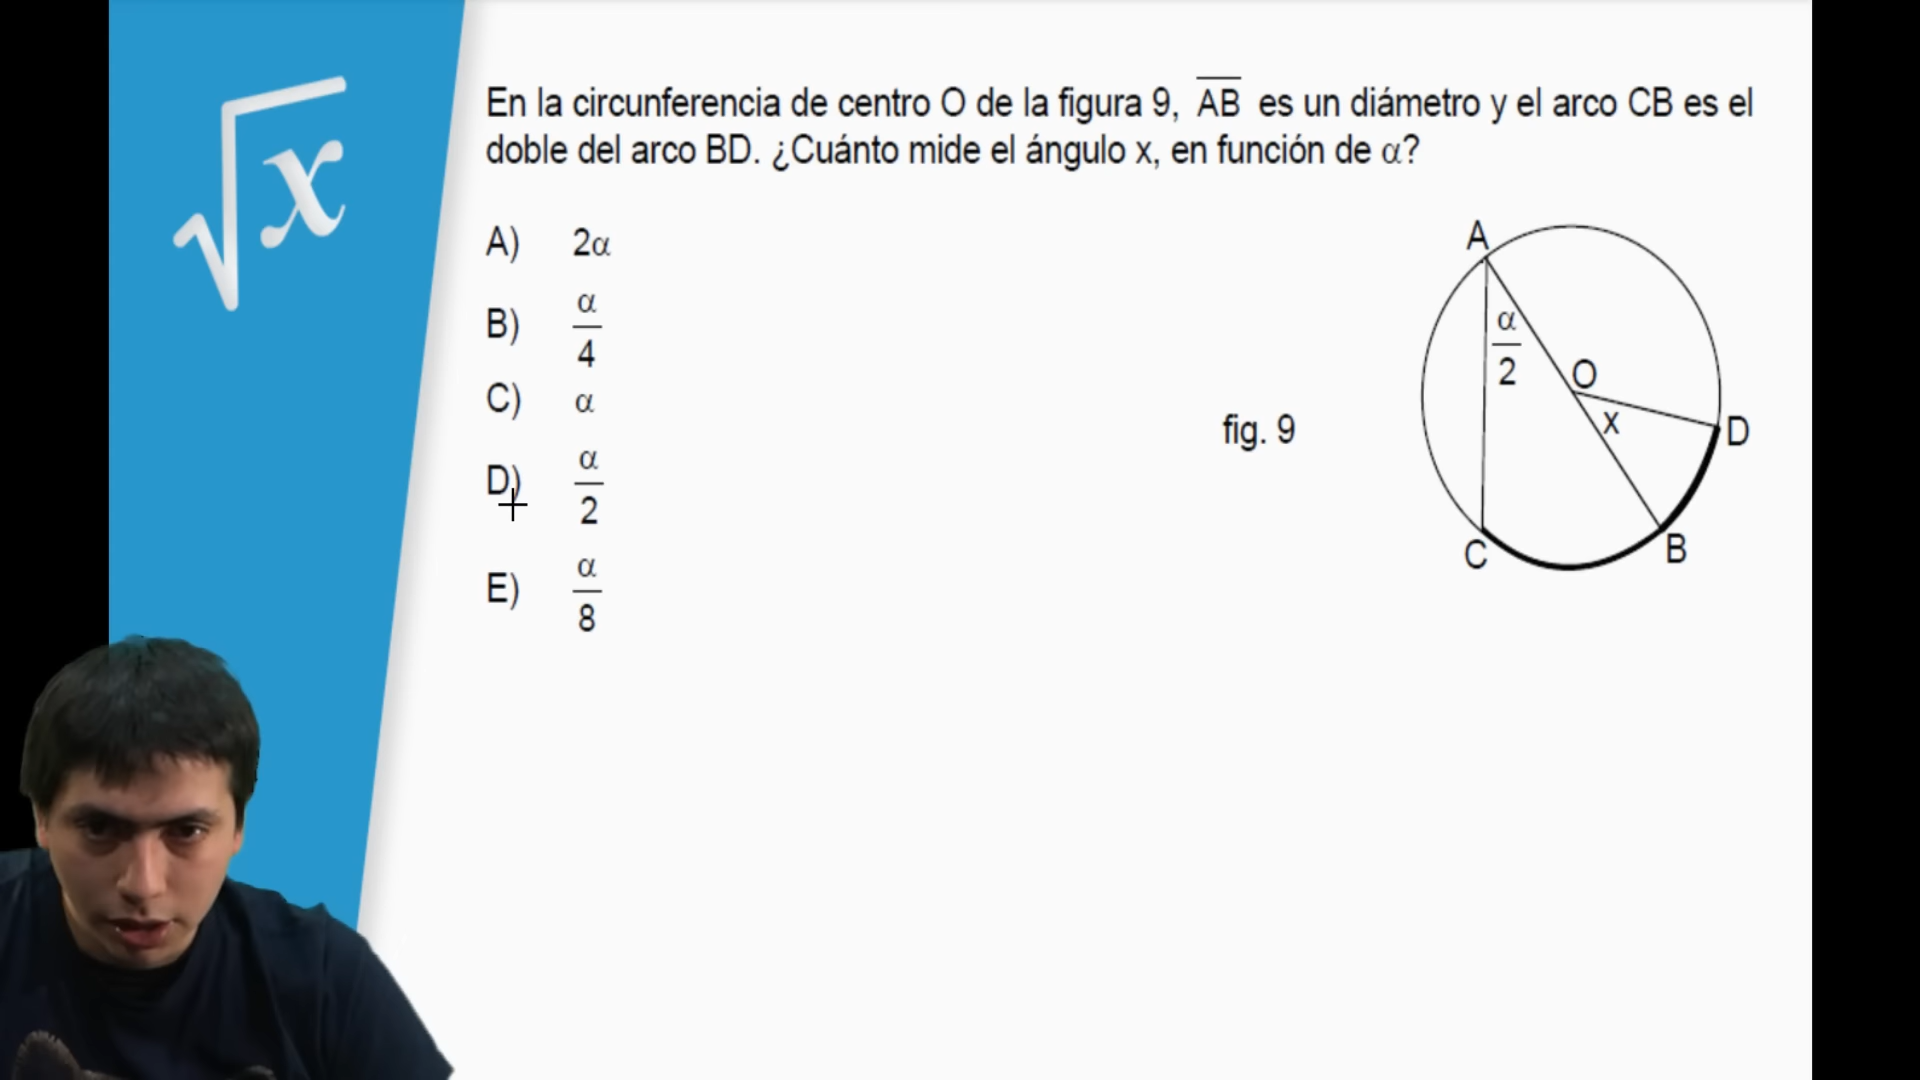 √x
En la circunferencia de centro O de la figura 9, AB es un diámetro y el arco CB es el
doble del arco BD. ¿Cuánto mide el ángulo x, en función de α?
A) 2α
B) α/4
C) α
D) α/2
E) α/8
fig. 9
A
α/2
O
x
D
C
B